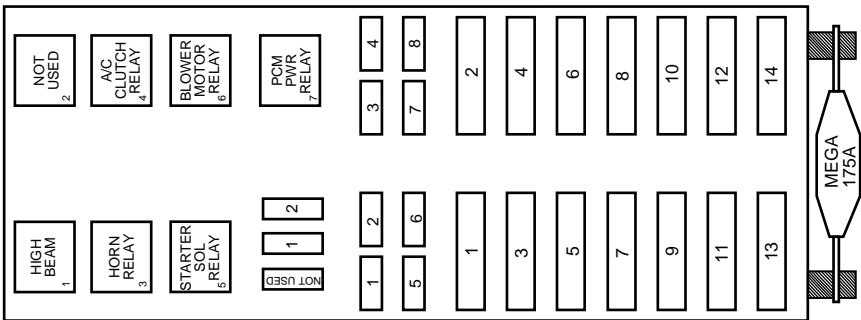 NOT
USED
2
A/C
CLUTCH
RELAY
4
BLOWER
MOTOR
RELAY
6
PCM
PWR
RELAY
7
4
8
3
7
2
4
6
8
10
12
14
HIGH
BEAM
1
HORN
RELAY
3
STARTER
SOL
RELAY
5
2
1
NOT USED
2
6
1
5
1
3
5
7
9
11
13
MEGA
175A